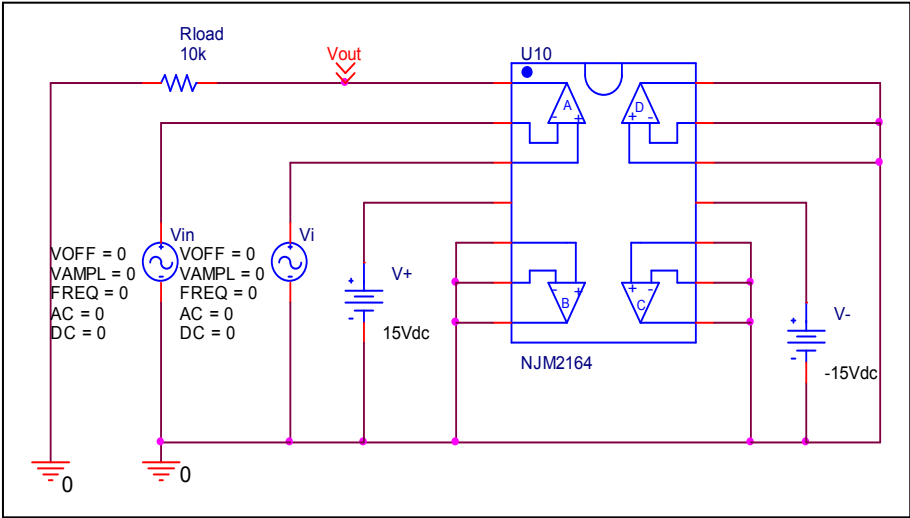 Rload
10k
Vout
U10
A
D
- +
+ -
Vin
VOFF = 0
VAMPL = 0
FREQ = 0
AC = 0
DC = 0
Vi
VOFF = 0
VAMPL = 0
FREQ = 0
AC = 0
DC = 0
V+
15Vdc
- +
+ -
B
C
NJM2164
V-
-15Vdc
0
0